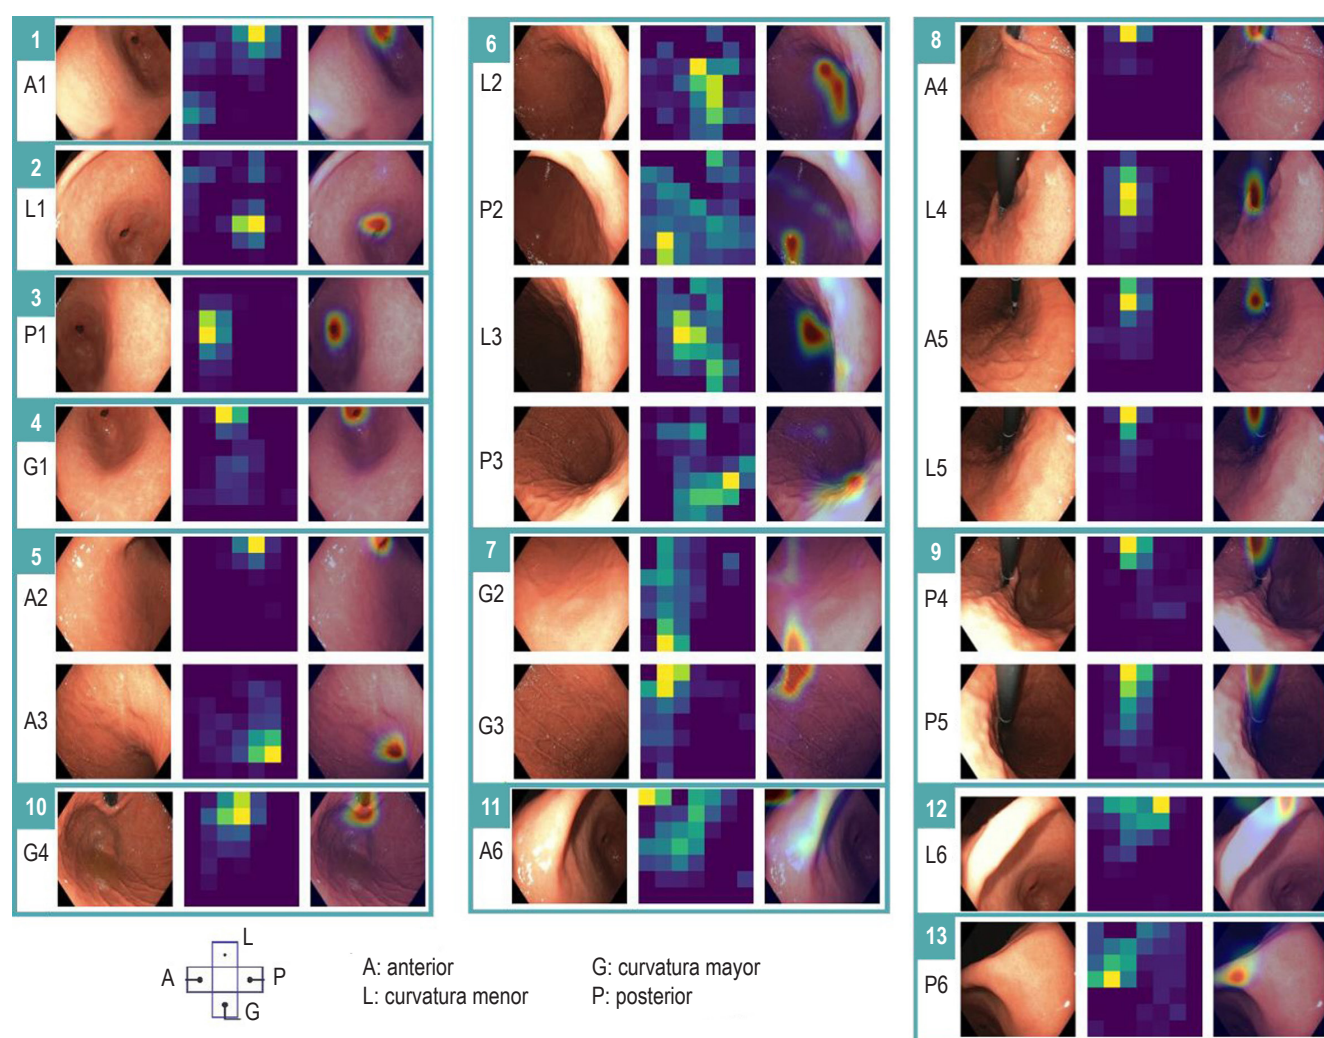 1
A1
2
L1
3
P1
4
G1
5
A2
A3
10
G4
6
L2
P2
L3
P3
7
G2
G3
11
A6
8
A4
L4
A5
L5
9
P4
P5
12
L6
13
P6
L
A P
G
A: anterior G: curvatura mayor
L: curvatura menor P: posterior